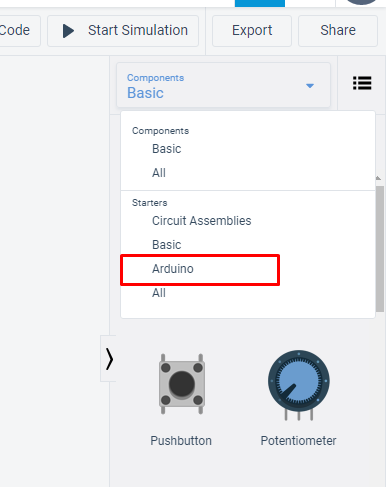 Code
Start Simulation
Export
Share
Components
Basic
Components
Basic
All
Starters
Circuit Assemblies
Basic
Arduino
All
Pushbutton
Potentiometer